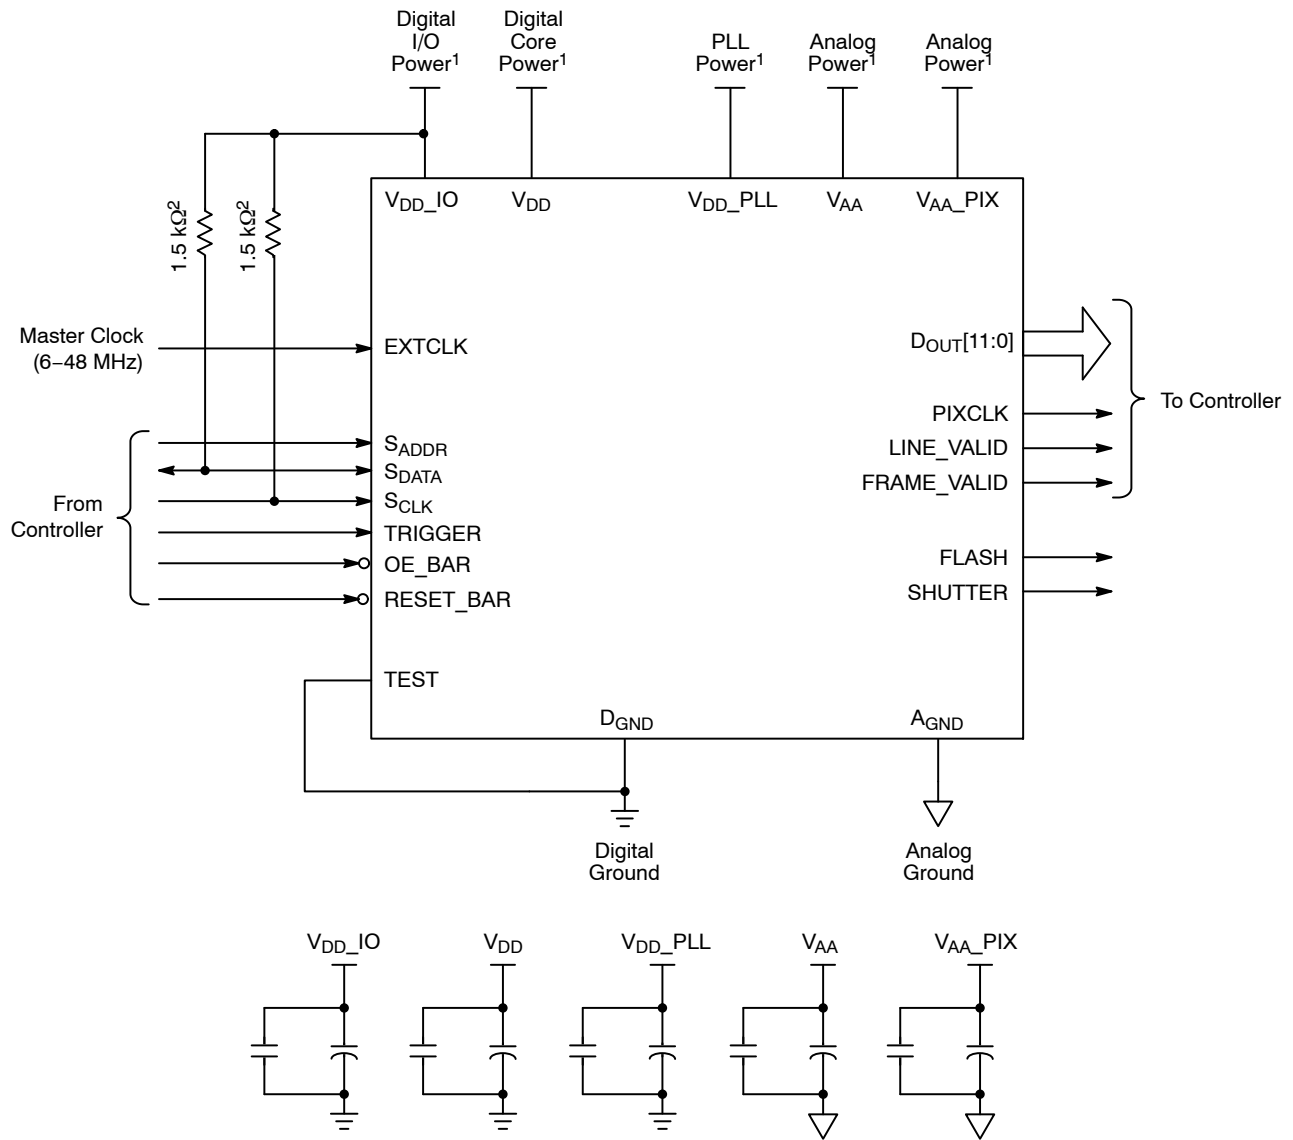 Digital
I/O
Power1
Digital
Core
Power1
PLL
Power1
Analog
Power1
Analog
Power1
VDD_IO
VDD
VDD_PLL
VAA
VAA_PIX
1.5 kΩ2
1.5 kΩ2
Master Clock
(6–48 MHz)
EXTCLK
From
Controller
SADDR
SDATA
SCLK
TRIGGER
OE_BAR
RESET_BAR
TEST
DOUT[11:0]
PIXCLK
LINE_VALID
FRAME_VALID
To Controller
FLASH
SHUTTER
DGND
AGND
Digital
Ground
Analog
Ground
VDD_IO
VDD
VDD_PLL
VAA
VAA_PIX